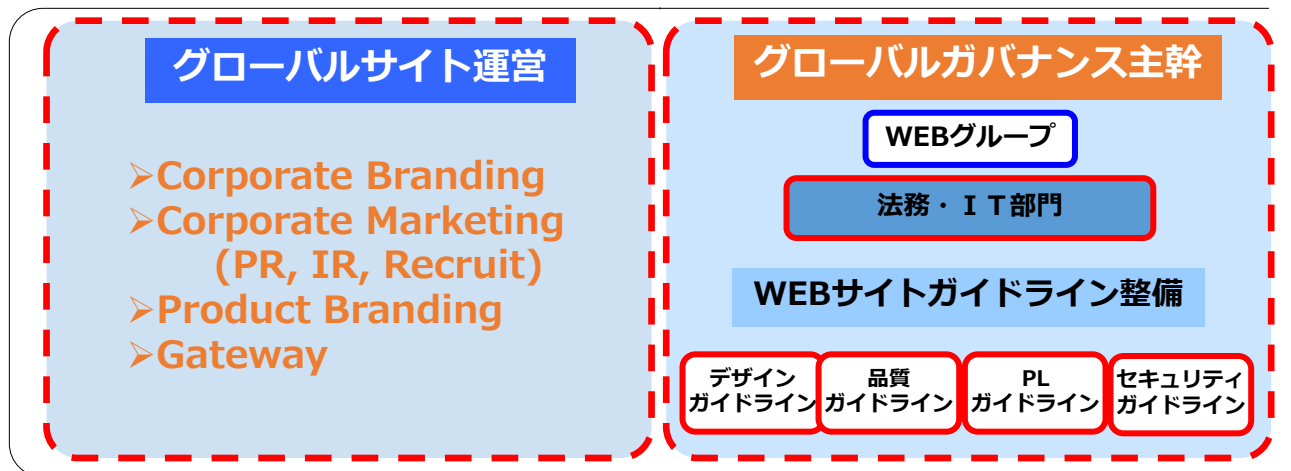 グローバルサイト運営
➢Corporate Branding
➢Corporate Marketing
(PR, IR, Recruit)
➢Product Branding
➢Gateway
グローバルガバナンス主幹
WEBグループ
法務・ＩＴ部門
WEBサイトガイドライン整備
デザイン
ガイドライン
品質
ガイドライン
PL
ガイドライン
セキュリティ
ガイドライン